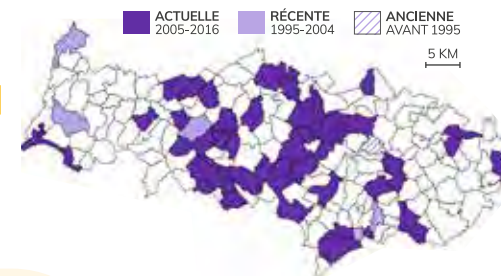 ACTUELLE
2005-2016
RÉCENTE
1995-2004
ANCIENNE
AVANT 1995
5 KM